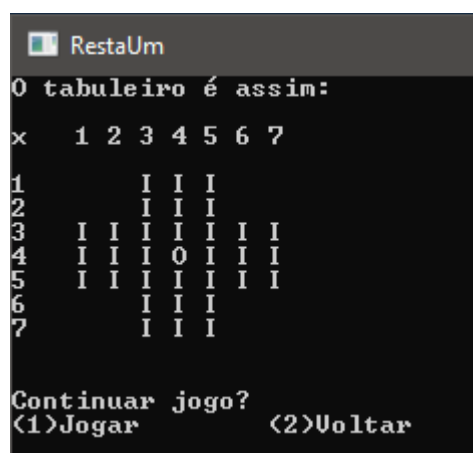 RestaUm
O tabuleiro é assim:
x 1 2 3 4 5 6 7
1 I I I
2 I I I
3 I I I I I I I
4 I I I O I I I
5 I I I I I I I
6 I I I
7 I I I
Continuar jogo?
(1)Jogar (2)Voltar